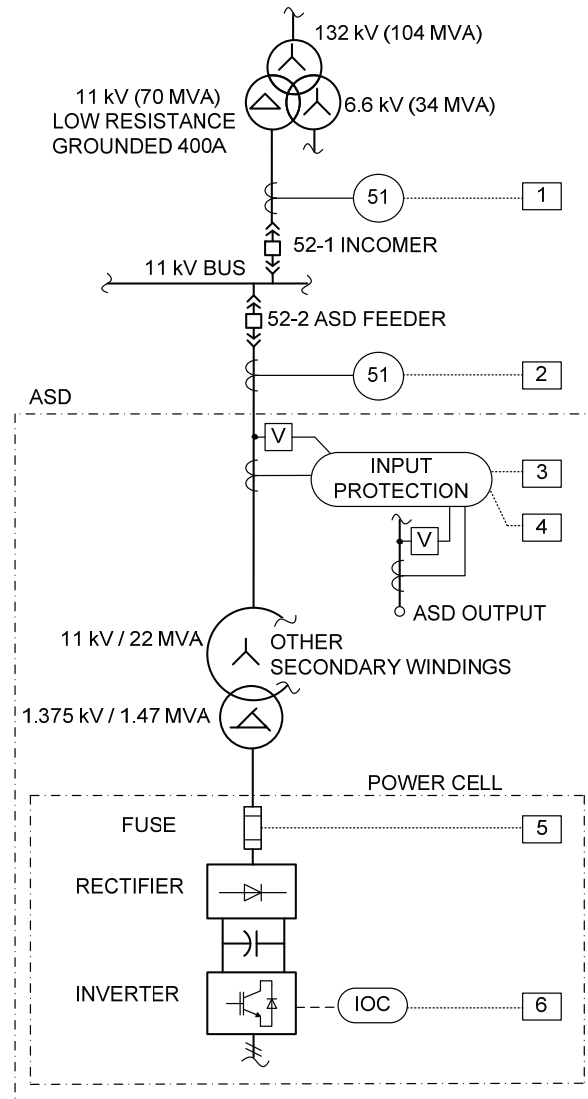 132 kV (104 MVA)
11 kV (70 MVA)
LOW RESISTANCE
GROUNDED 400A
6.6 kV (34 MVA)
51
1
52-1 INCOMER
11 kV BUS
52-2 ASD FEEDER
51
2
ASD
V
INPUT
PROTECTION
3
4
V
ASD OUTPUT
11 kV / 22 MVA
OTHER
SECONDARY WINDINGS
1.375 kV / 1.47 MVA
POWER CELL
FUSE
5
RECTIFIER
INVERTER
IOC
6